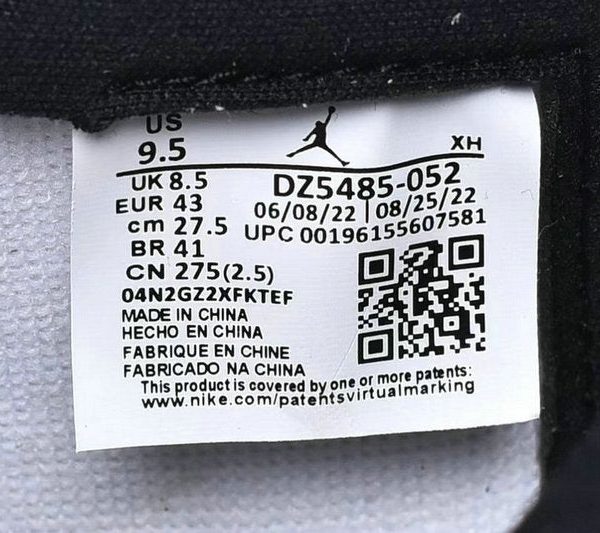 US
9.5
XH
UK 8.5
EUR 43
cm 27.5
BR 41
CN 275(2.5)
DZ5485-052
06/08/22 | 08/25/22
UPC 00196155607581
04N2GZ2XFKTEF
MADE IN CHINA
HECHO EN CHINA
FABRIQUE EN CHINE
FABRICADO NA CHINA
This product is covered by one or more patents:
www.nike.com/patentsvirtualmarking